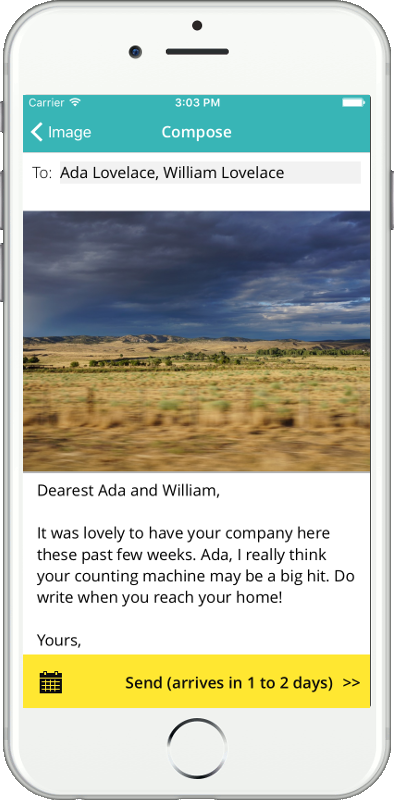 Carrier 3:03 PM
Image Compose
To: Ada Lovelace, William Lovelace
Dearest Ada and William,
It was lovely to have your company here
these past few weeks. Ada, I really think
your counting machine may be a big hit. Do
write when you reach your home!
Yours,
Send (arrives in 1 to 2 days) >>